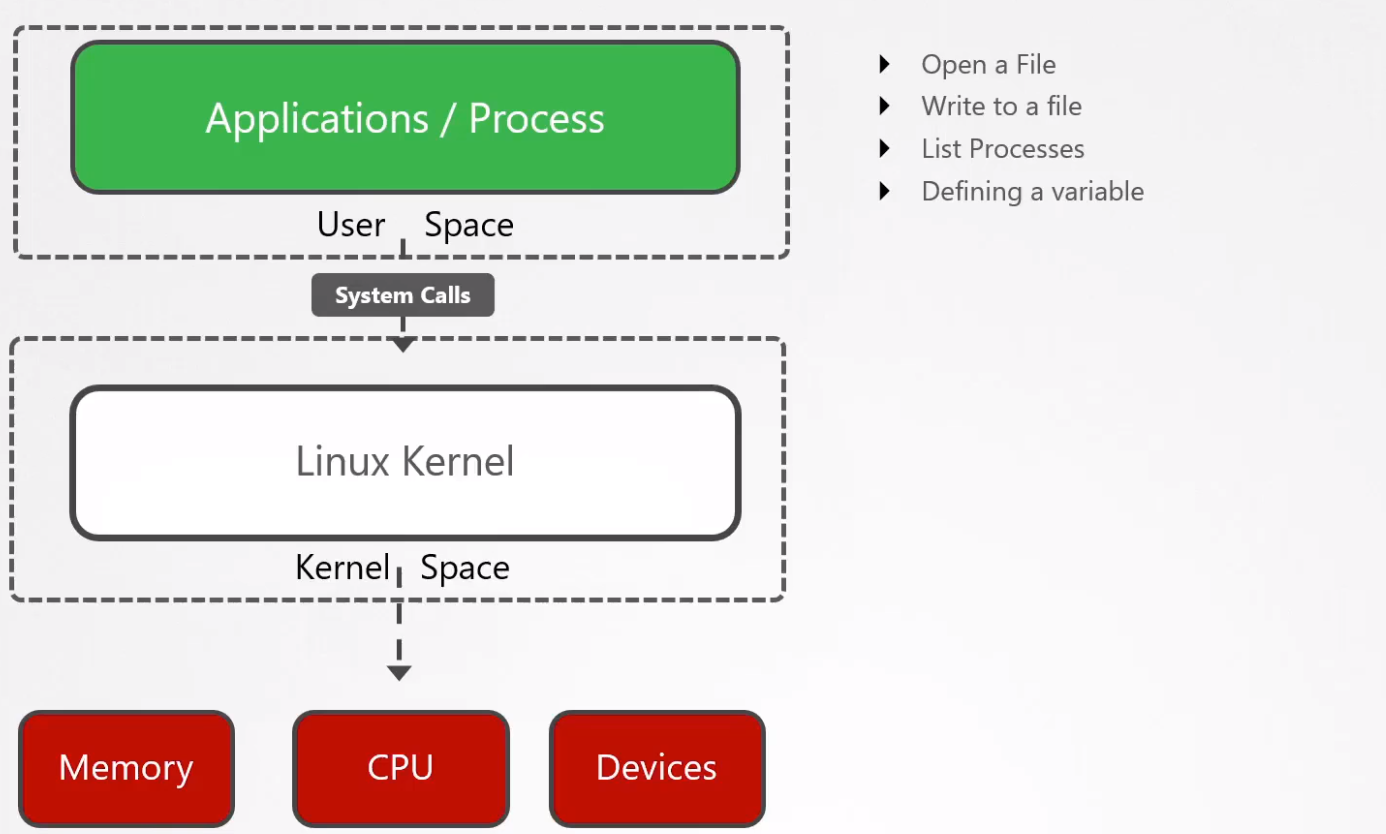 Applications / Process
User Space
System Calls
Linux Kernel
Kernel Space
Memory
CPU
Devices
Open a File
Write to a file
List Processes
Defining a variable